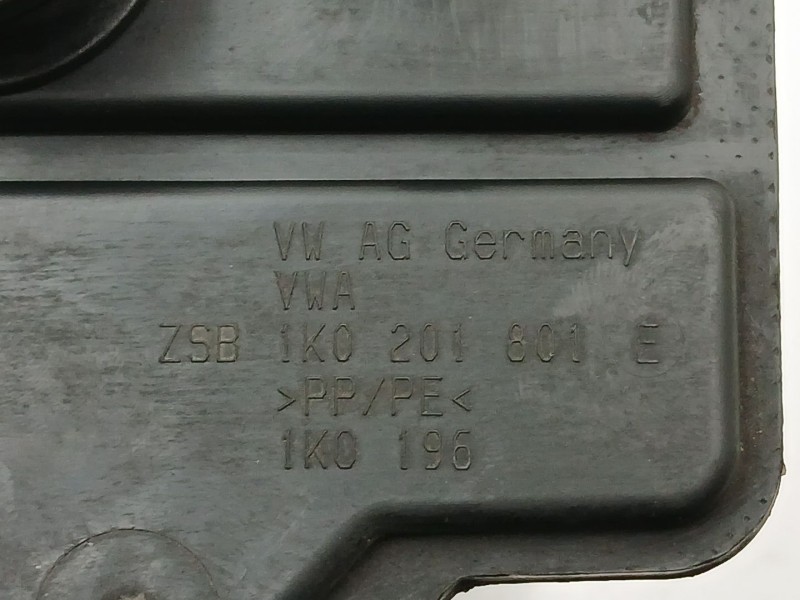 VW AG Germany
VWA
ZSB 1K0 201 801 E
>PP/PE<
1K0 196